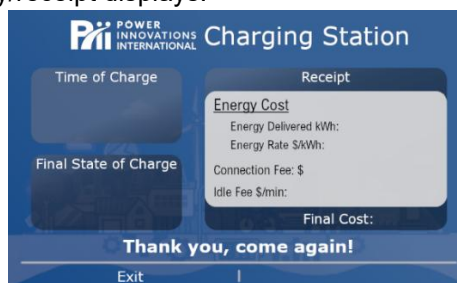 y/receipt displays.
Pii POWER INNOVATIONS INTERNATIONAL Charging Station
Time of Charge
Final State of Charge
Receipt
Energy Cost
Energy Delivered kWh:
Energy Rate $/kWh:
Connection Fee: $
Idle Fee $/min:
Final Cost:
Thank you, come again!
Exit